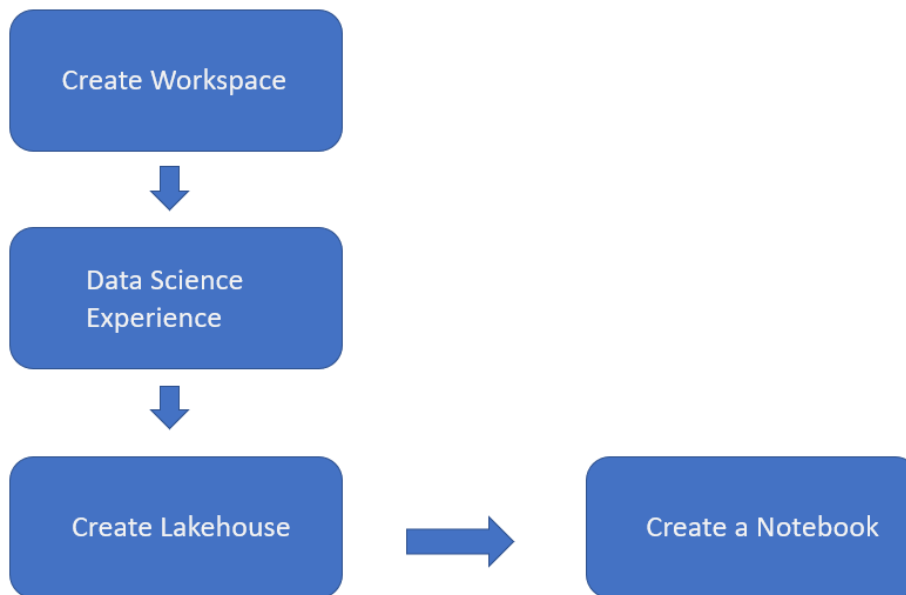 Create Workspace
Data Science
Experience
Create Lakehouse
Create a Notebook